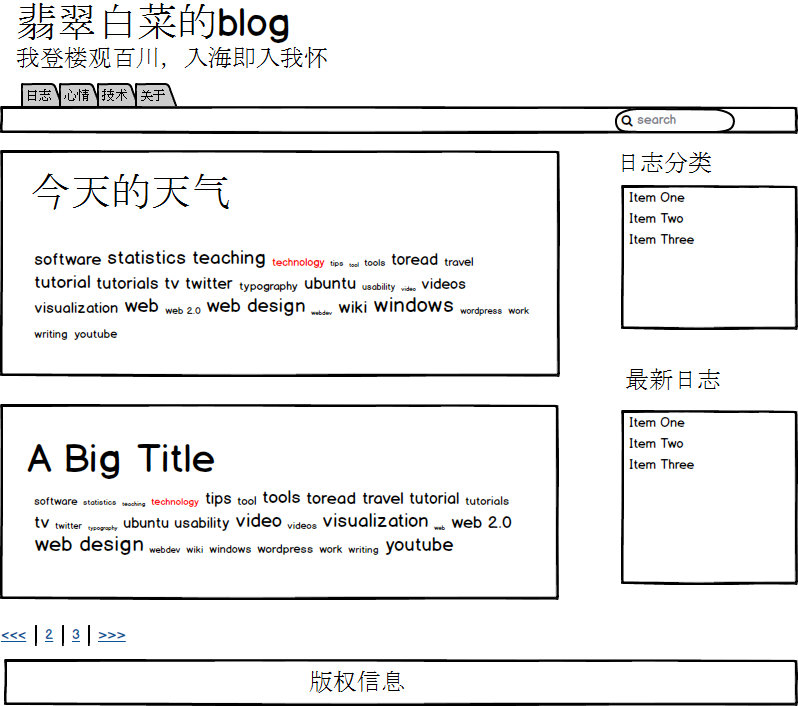 翡翠白菜的blog
我登楼观百川，入海即入我怀
日志 心情 技术 关于
search
今天的天气
software statistics teaching technology tips tool tools toread travel
tutorial tutorials tv twitter typography ubuntu usability video videos
visualization web web 2.0 web design webdev wiki windows wordpress work
writing youtube
日志分类
Item One
Item Two
Item Three
A Big Title
software statistics teaching technology tips tool tools toread travel tutorial tutorials
tv twitter typography ubuntu usability video videos visualization web web 2.0
web design webdev wiki windows wordpress work writing youtube
最新日志
Item One
Item Two
Item Three
<<< | 2 | 3 | >>>
版权信息